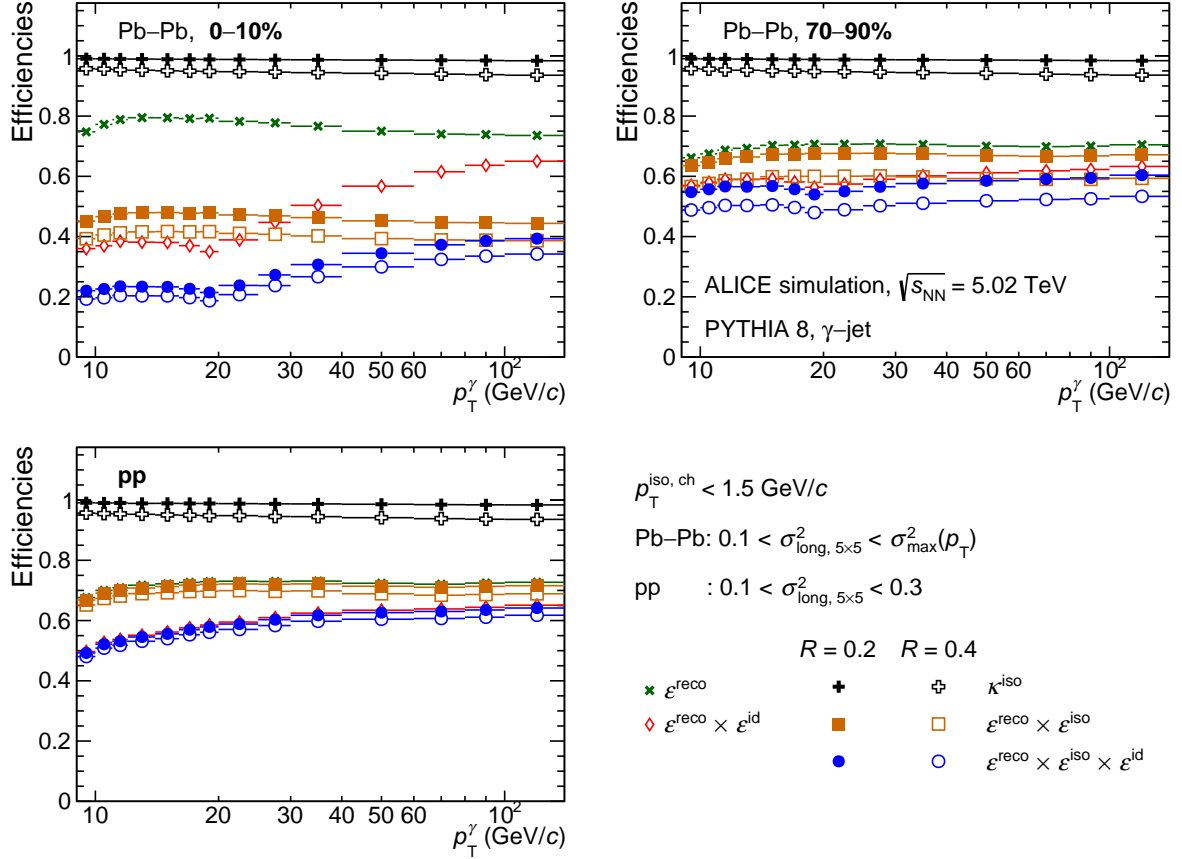 Efficiencies
Pb–Pb, 0–10%
1
0.8
0.6
0.4
0.2
0
10 20 30 40 50 60 10²
p_T^γ (GeV/c)
Efficiencies
Pb–Pb, 70–90%
1
0.8
0.6
0.4
0.2
0
ALICE simulation, √s_NN = 5.02 TeV
PYTHIA 8, γ–jet
10 20 30 40 50 60 10²
p_T^γ (GeV/c)
Efficiencies
pp
1
0.8
0.6
0.4
0.2
0
10 20 30 40 50 60 10²
p_T^γ (GeV/c)
p_T^iso, ch < 1.5 GeV/c
Pb–Pb: 0.1 < σ²_long, 5×5 < σ²_max(p_T)
pp : 0.1 < σ²_long, 5×5 < 0.3
R = 0.2 R = 0.4
ε^reco κ^iso
ε^reco × ε^id ε^reco × ε^iso
ε^reco × ε^iso × ε^id